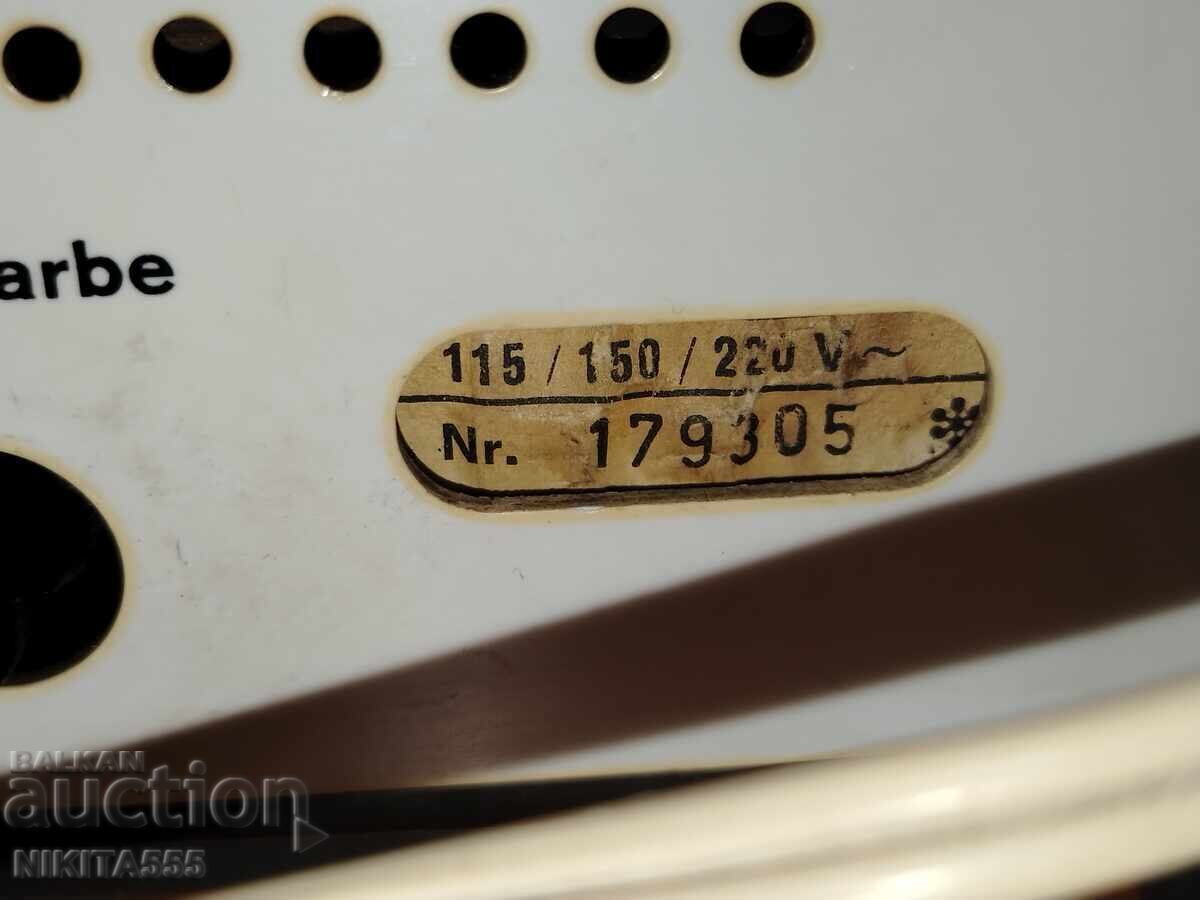 arbe
115 / 150 / 220 V ~
Nr. 179305 *
BALKAN
auction
NIKITA555